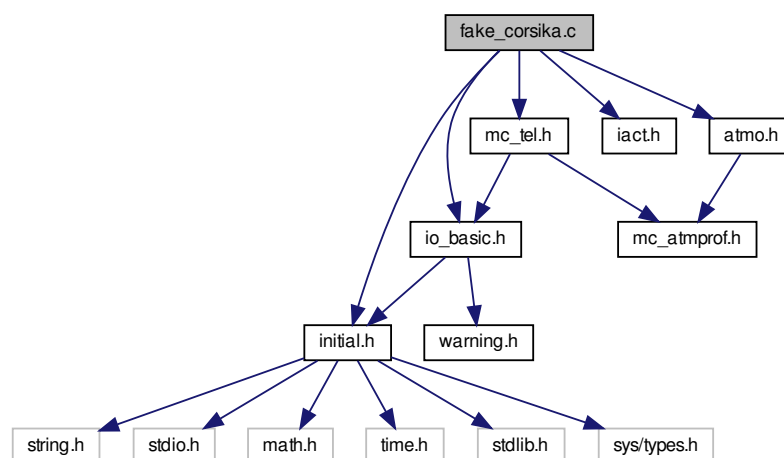 fake_corsika.c
mc_tel.h
iact.h
atmo.h
io_basic.h
mc_atmprof.h
initial.h
warning.h
string.h
stdio.h
math.h
time.h
stdlib.h
sys/types.h